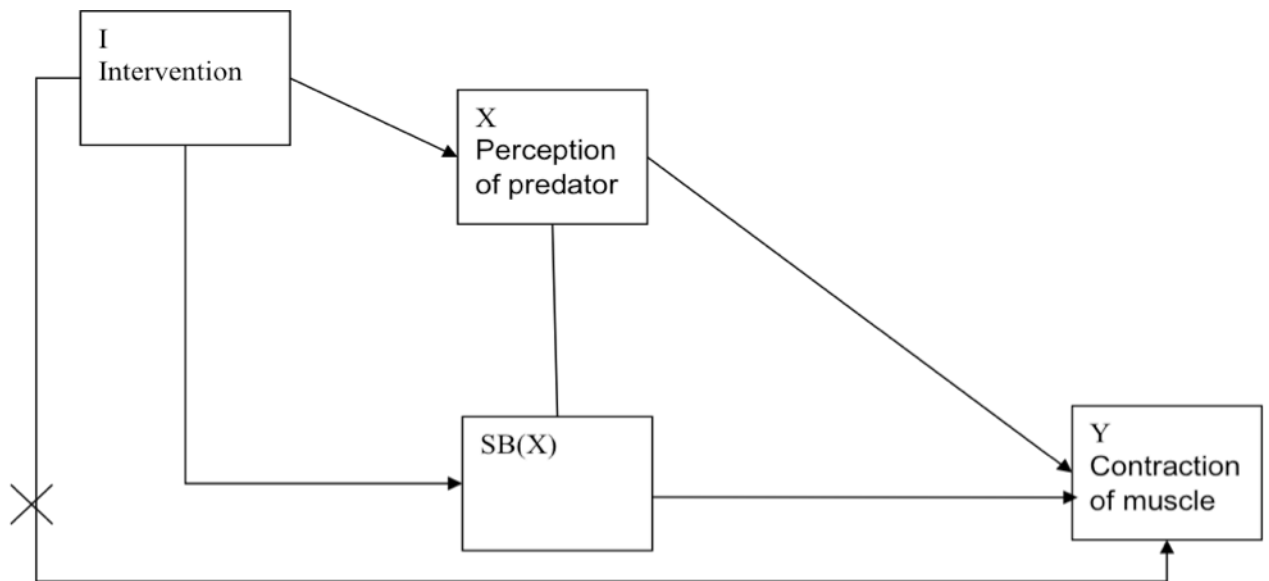 I
Intervention
X
Perception
of predator
SB(X)
Y
Contraction
of muscle